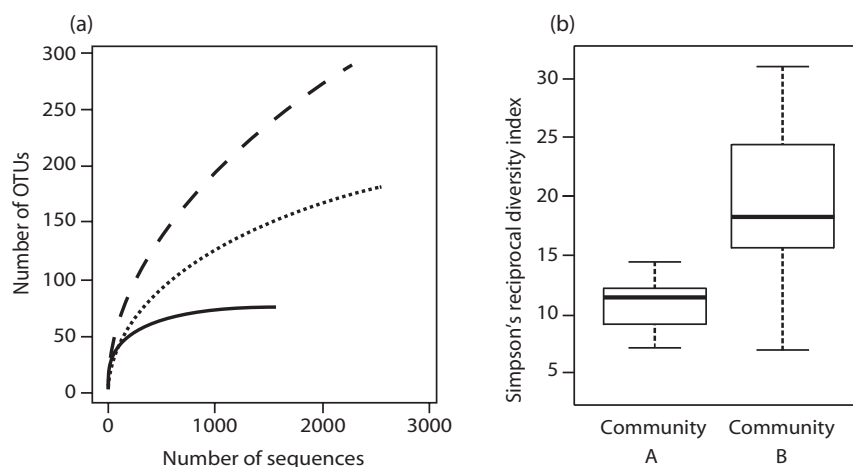 (a)
Number of OTUs
300
250
200
150
100
50
0
0 1000 2000 3000
Number of sequences
(b)
Simpson's reciprocal diversity index
30
25
20
15
10
5
Community Community
A B